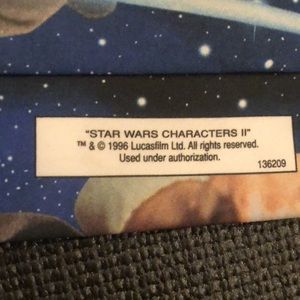 "STAR WARS CHARACTERS II"
™ & © 1996 Lucasfilm Ltd. All rights reserved.
Used under authorization.
136209